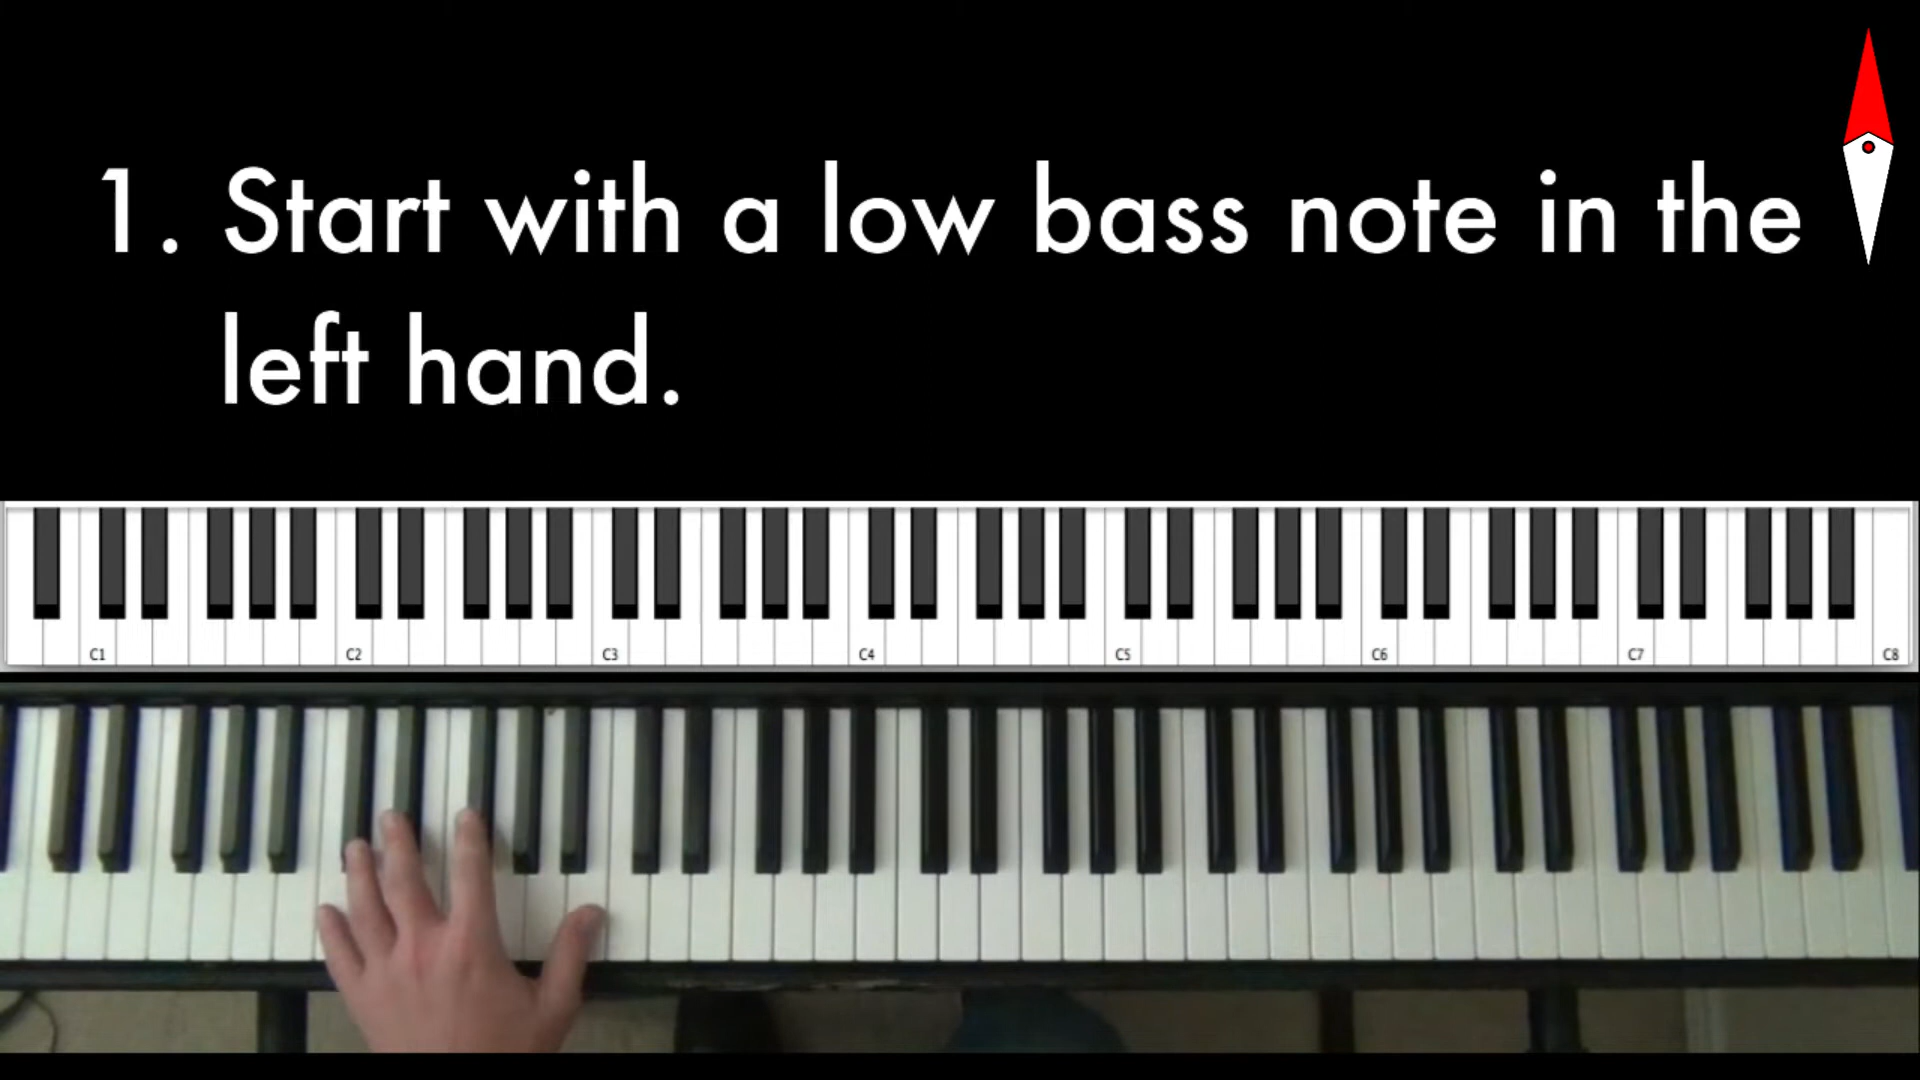 1. Start with a low bass note in the
left hand.
C1 C2 C3 C4 C5 C6 C7 C8